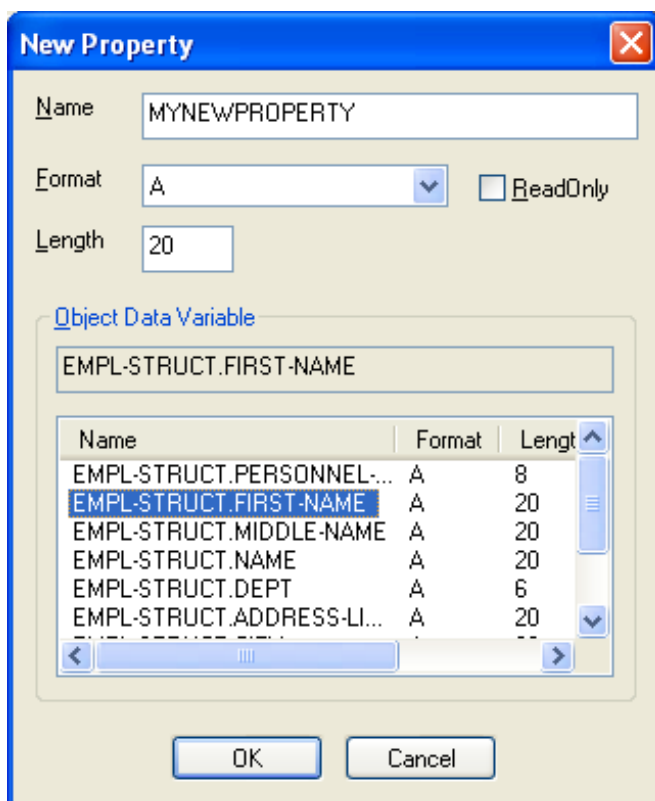 New Property
Name MYNEWPROPERTY
Format A ReadOnly
Length 20
Object Data Variable
EMPL-STRUCT.FIRST-NAME
Name Format Lengt
EMPL-STRUCT.PERSONNEL-... A 8
EMPL-STRUCT.FIRST-NAME A 20
EMPL-STRUCT.MIDDLE-NAME A 20
EMPL-STRUCT.NAME A 20
EMPL-STRUCT.DEPT A 6
EMPL-STRUCT.ADDRESS-LI... A 20
OK Cancel